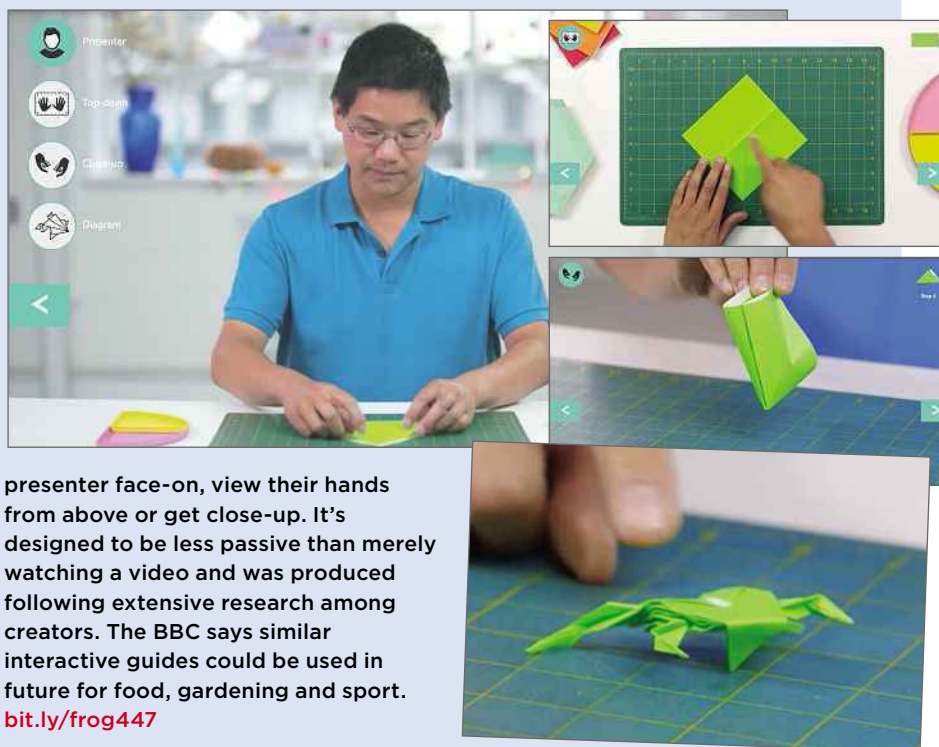 Presenter
Top-down
Close-up
Diagram
<
<
>
<
>
presenter face-on, view their hands
from above or get close-up. It's
designed to be less passive than merely
watching a video and was produced
following extensive research among
creators. The BBC says similar
interactive guides could be used in
future for food, gardening and sport.
bit.ly/frog447